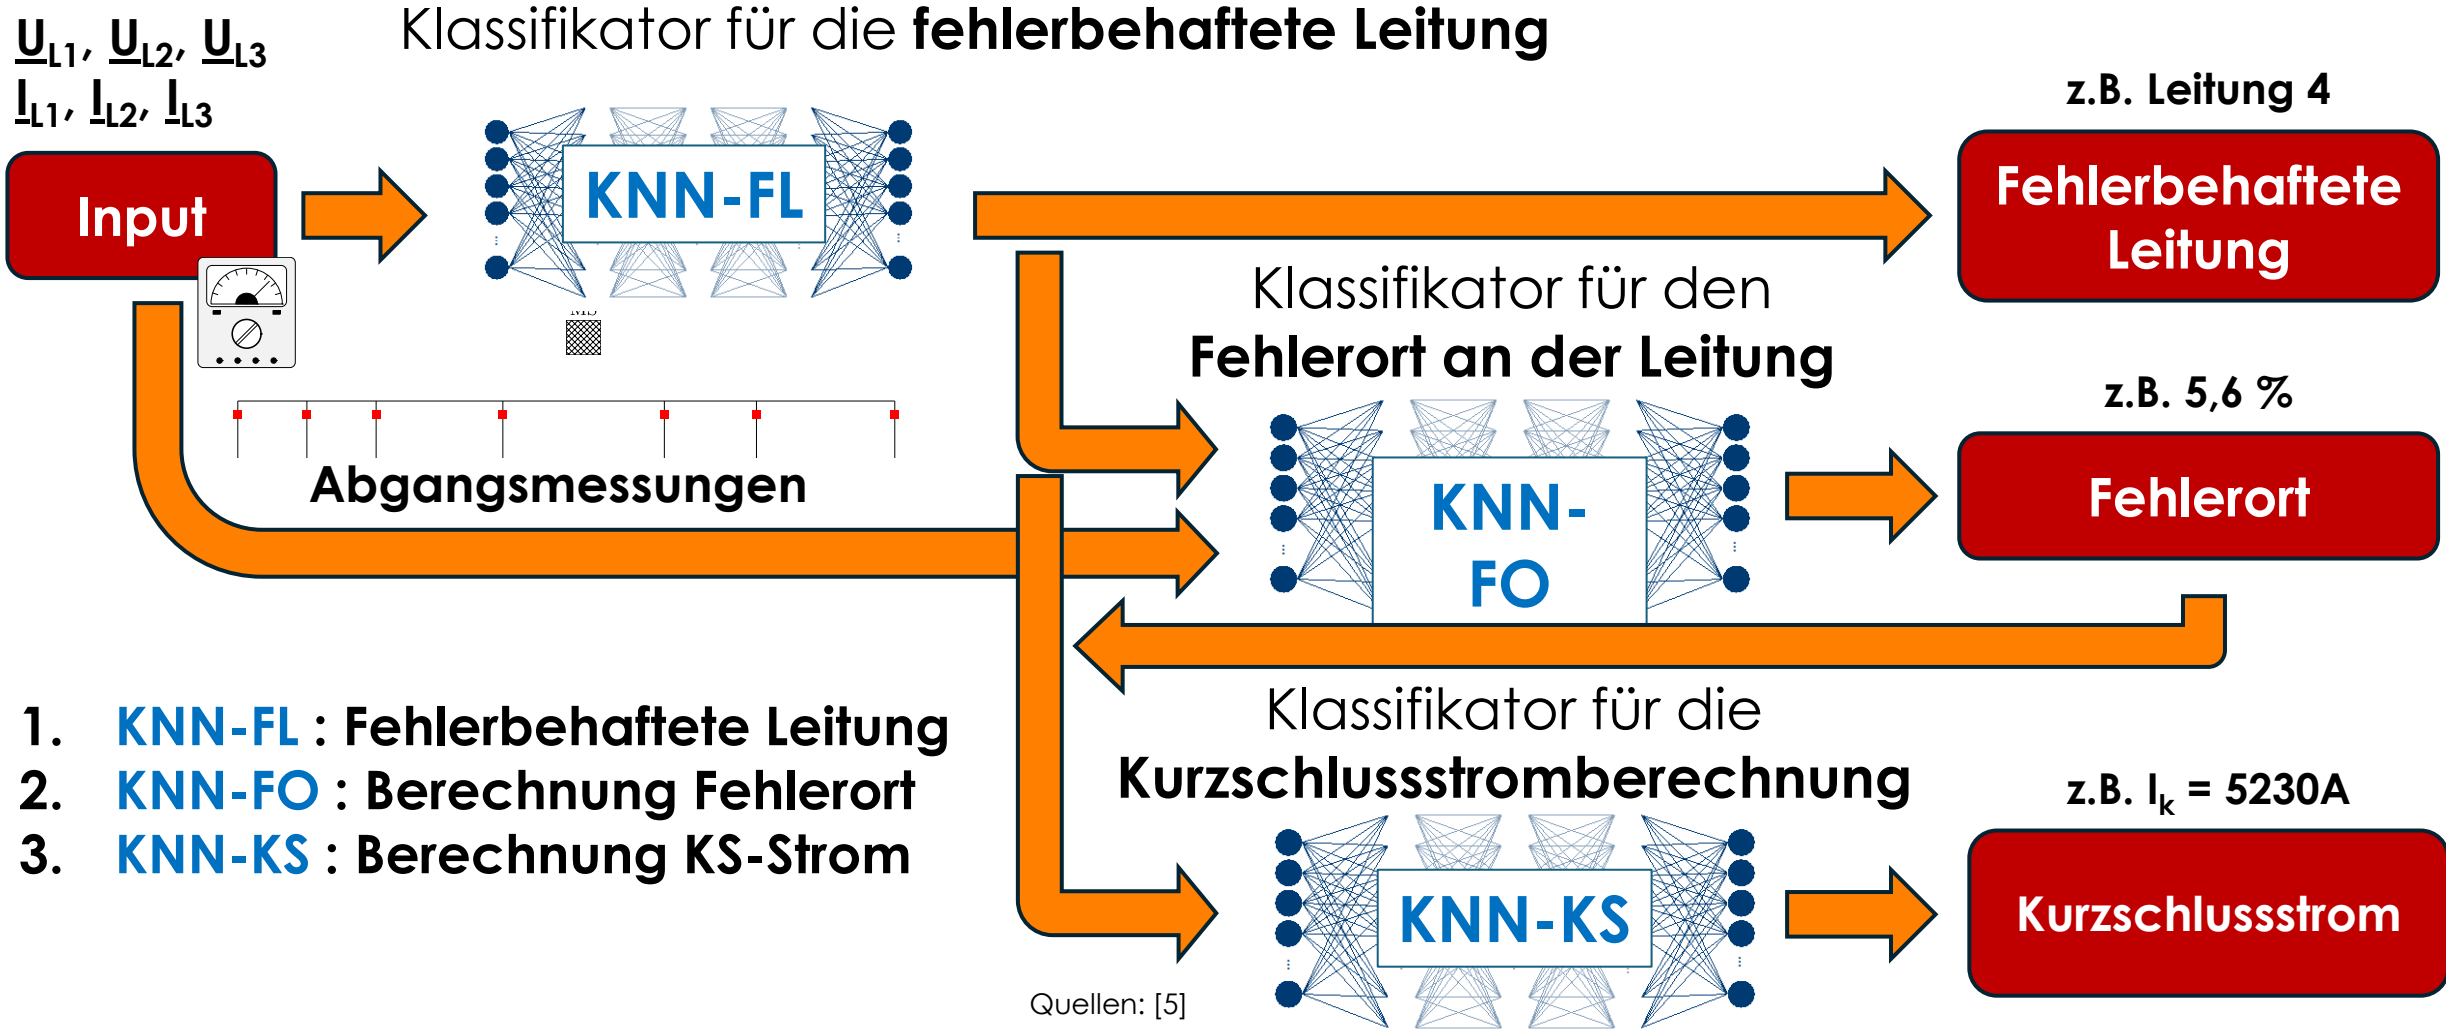 Klassifikator für die fehlerbehaftete Leitung
U_L1, U_L2, U_L3
I_L1, I_L2, I_L3
Input
KNN-FL
z.B. Leitung 4
Fehlerbehaftete
Leitung
MS
Abgangsmessungen
Klassifikator für den
Fehlerort an der Leitung
KNN-
FO
z.B. 5,6 %
Fehlerort
1. KNN-FL : Fehlerbehaftete Leitung
2. KNN-FO : Berechnung Fehlerort
3. KNN-KS : Berechnung KS-Strom
Klassifikator für die
Kurzschlussstromberechnung
KNN-KS
z.B. I_k = 5230A
Kurzschlussstrom
Quellen: [5]